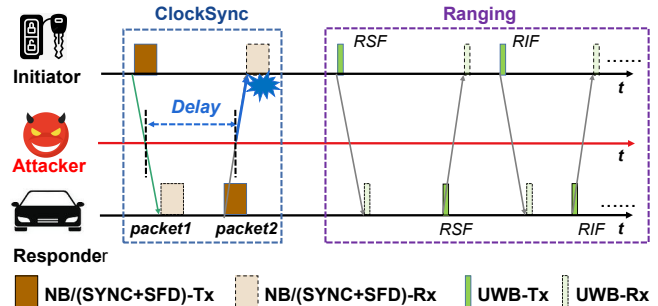 ClockSync
Ranging
RSF
RIF
......
Initiator
t
Delay
Attacker
t
......
packet1
packet2
RSF
RIF
t
Responder
NB/(SYNC+SFD)-Tx
NB/(SYNC+SFD)-Rx
UWB-Tx
UWB-Rx